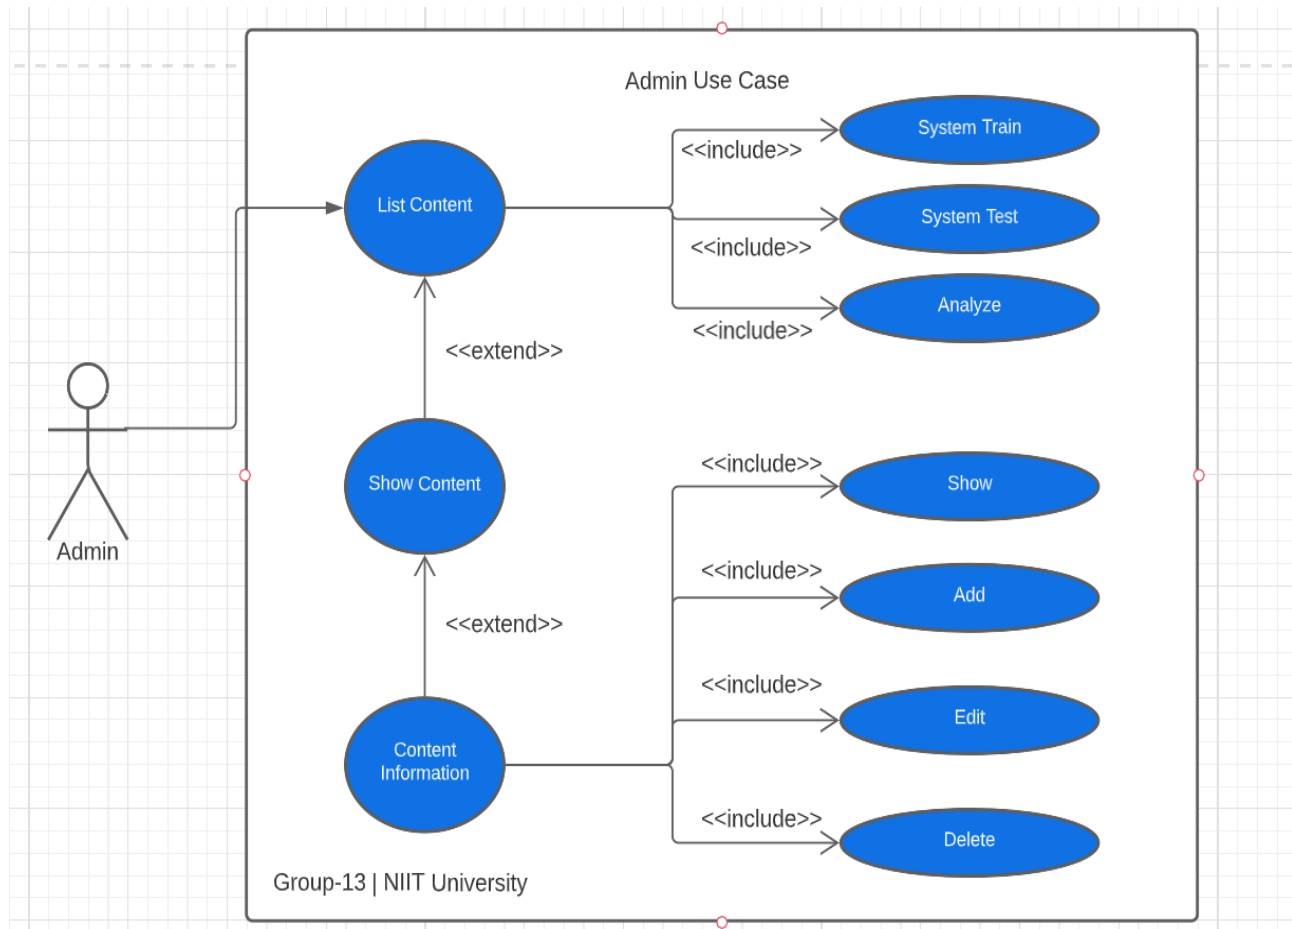 Admin Use Case
System Train
<<include>>
List Content
System Test
<<include>>
Analyze
<<include>>
<<extend>>
<<include>>
Show Content
Show
Admin
<<include>>
Add
<<extend>>
<<include>>
Edit
Content
Information
<<include>>
Delete
Group-13 | NIIT University